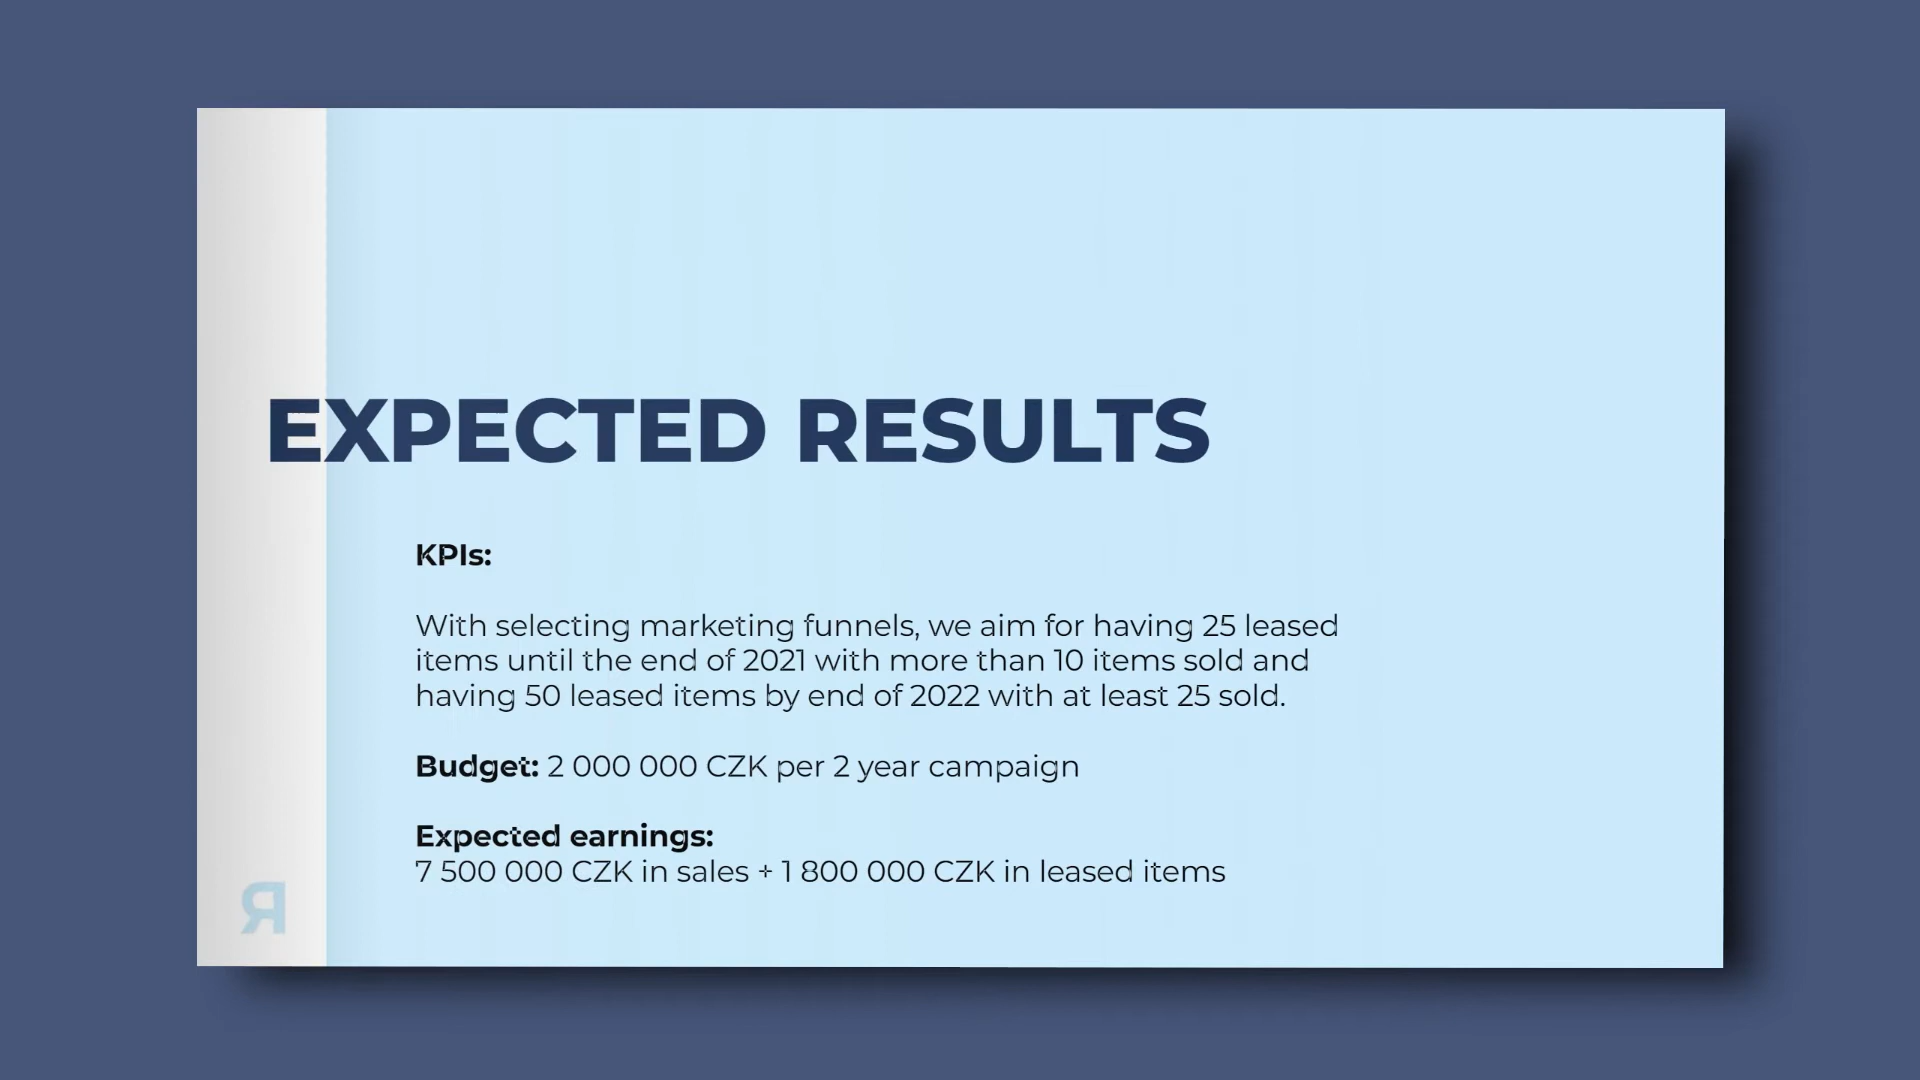 EXPECTED RESULTS
KPIs:
With selecting marketing funnels, we aim for having 25 leased
items until the end of 2021 with more than 10 items sold and
having 50 leased items by end of 2022 with at least 25 sold.
Budget: 2 000 000 CZK per 2 year campaign
Expected earnings:
7 500 000 CZK in sales + 1 800 000 CZK in leased items
R